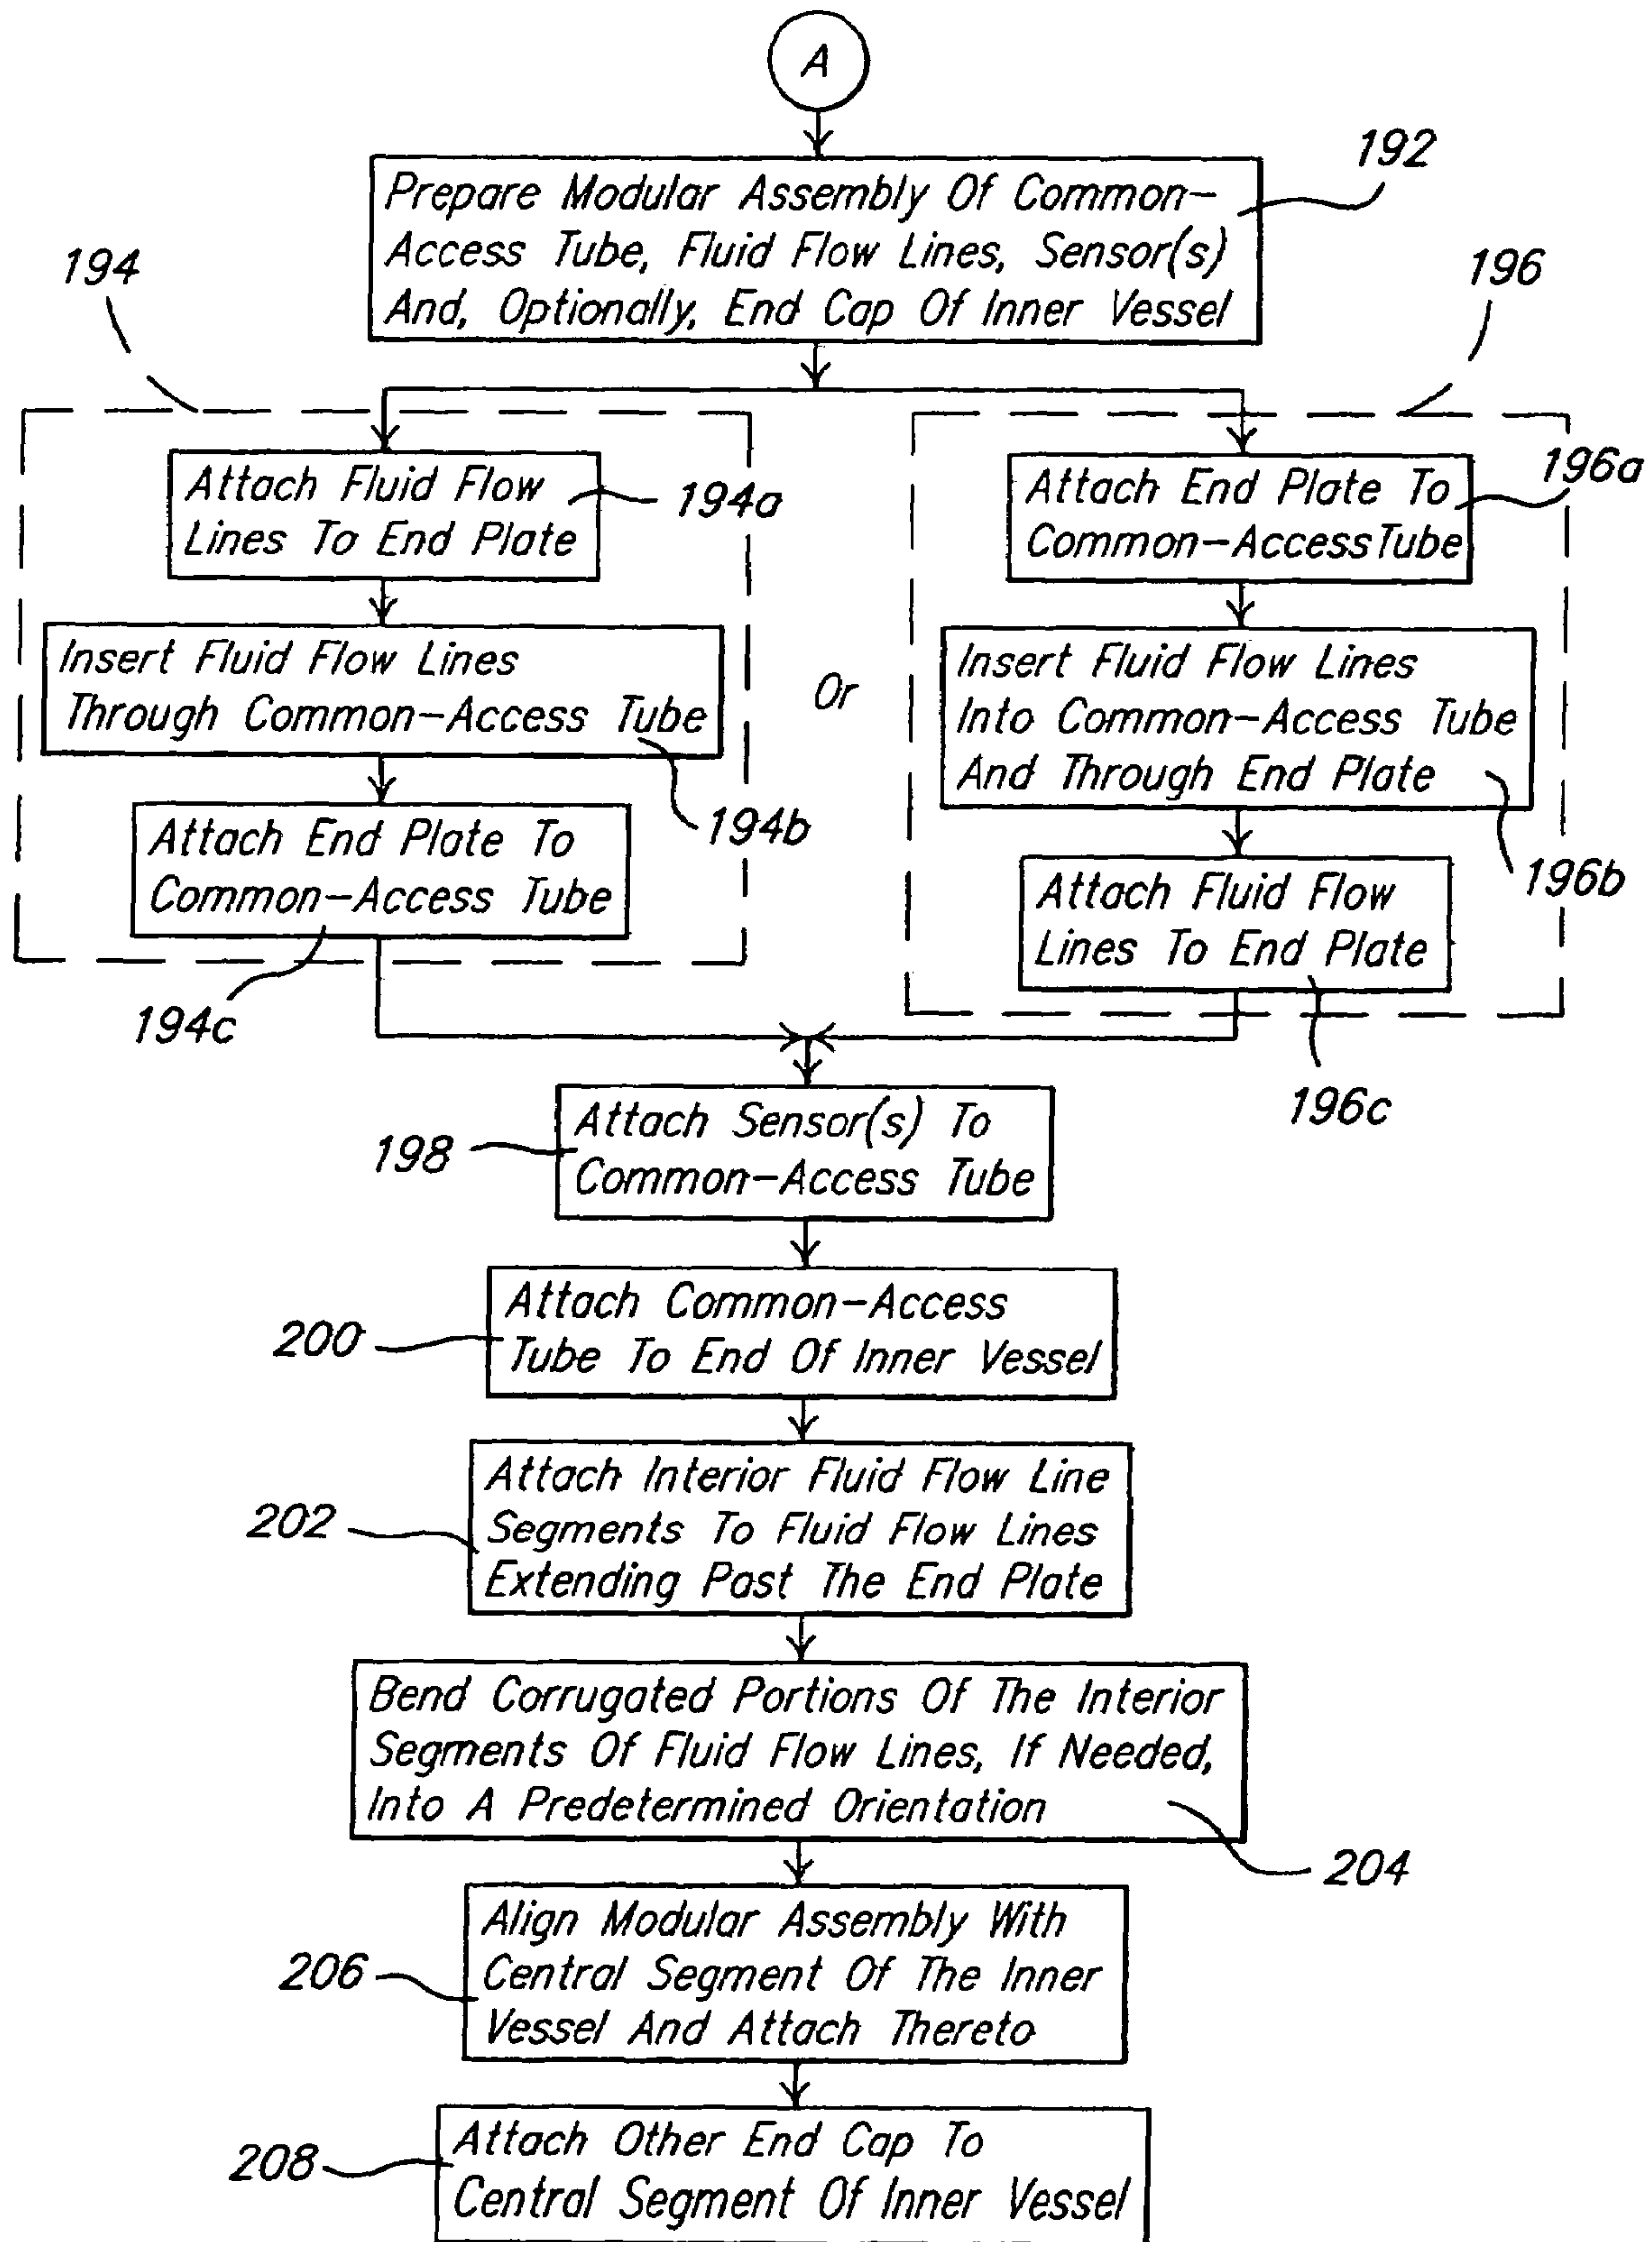 A
192
Prepare Modular Assembly Of Common-
Access Tube, Fluid Flow Lines, Sensor(s)
And, Optionally, End Cap Of Inner Vessel
194
196
Attach Fluid Flow
Lines To End Plate
194a
Insert Fluid Flow Lines
Through Common-Access Tube
194b
Attach End Plate To
Common-Access Tube
194c
Or
Attach End Plate To
Common-Access Tube
196a
Insert Fluid Flow Lines
Into Common-Access Tube
And Through End Plate
196b
Attach Fluid Flow
Lines To End Plate
196c
198
Attach Sensor(s) To
Common-Access Tube
200
Attach Common-Access
Tube To End Of Inner Vessel
202
Attach Interior Fluid Flow Line
Segments To Fluid Flow Lines
Extending Past The End Plate
Bend Corrugated Portions Of The Interior
Segments Of Fluid Flow Lines, If Needed,
Into A Predetermined Orientation
204
206
Align Modular Assembly With
Central Segment Of The Inner
Vessel And Attach Thereto
208
Attach Other End Cap To
Central Segment Of Inner Vessel